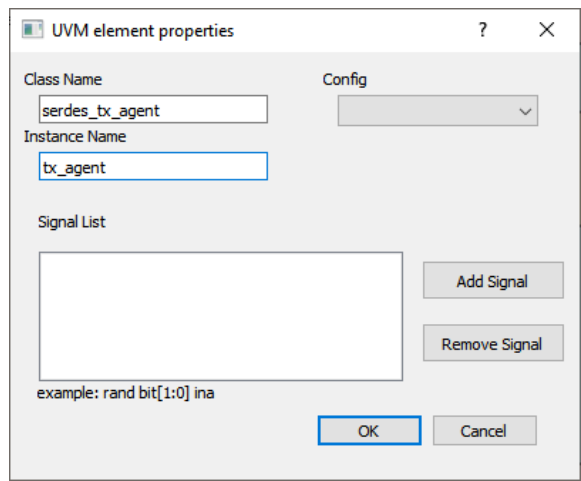 UVM element properties
?
Class Name
Config
serdes_tx_agent
Instance Name
tx_agent
Signal List
Add Signal
Remove Signal
example: rand bit[1:0] ina
OK
Cancel